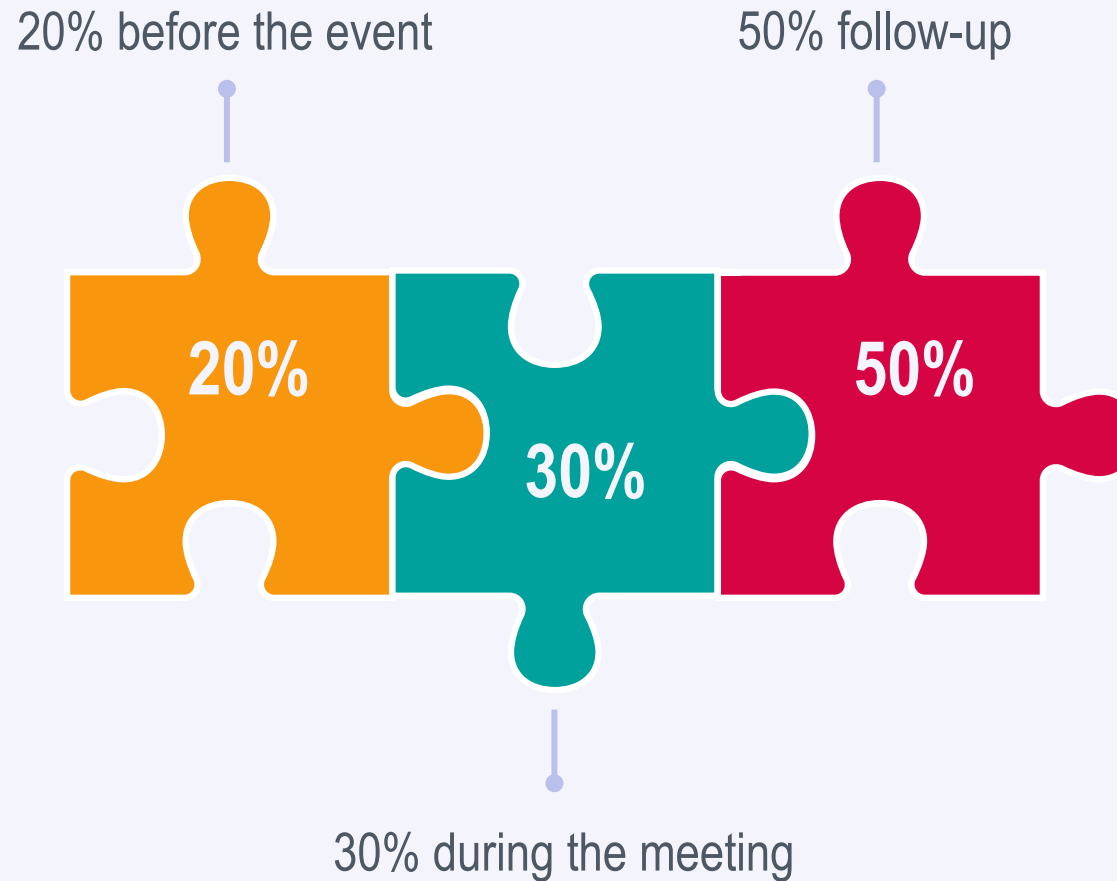 20% before the event
50% follow-up
20%
50%
30%
30% during the meeting